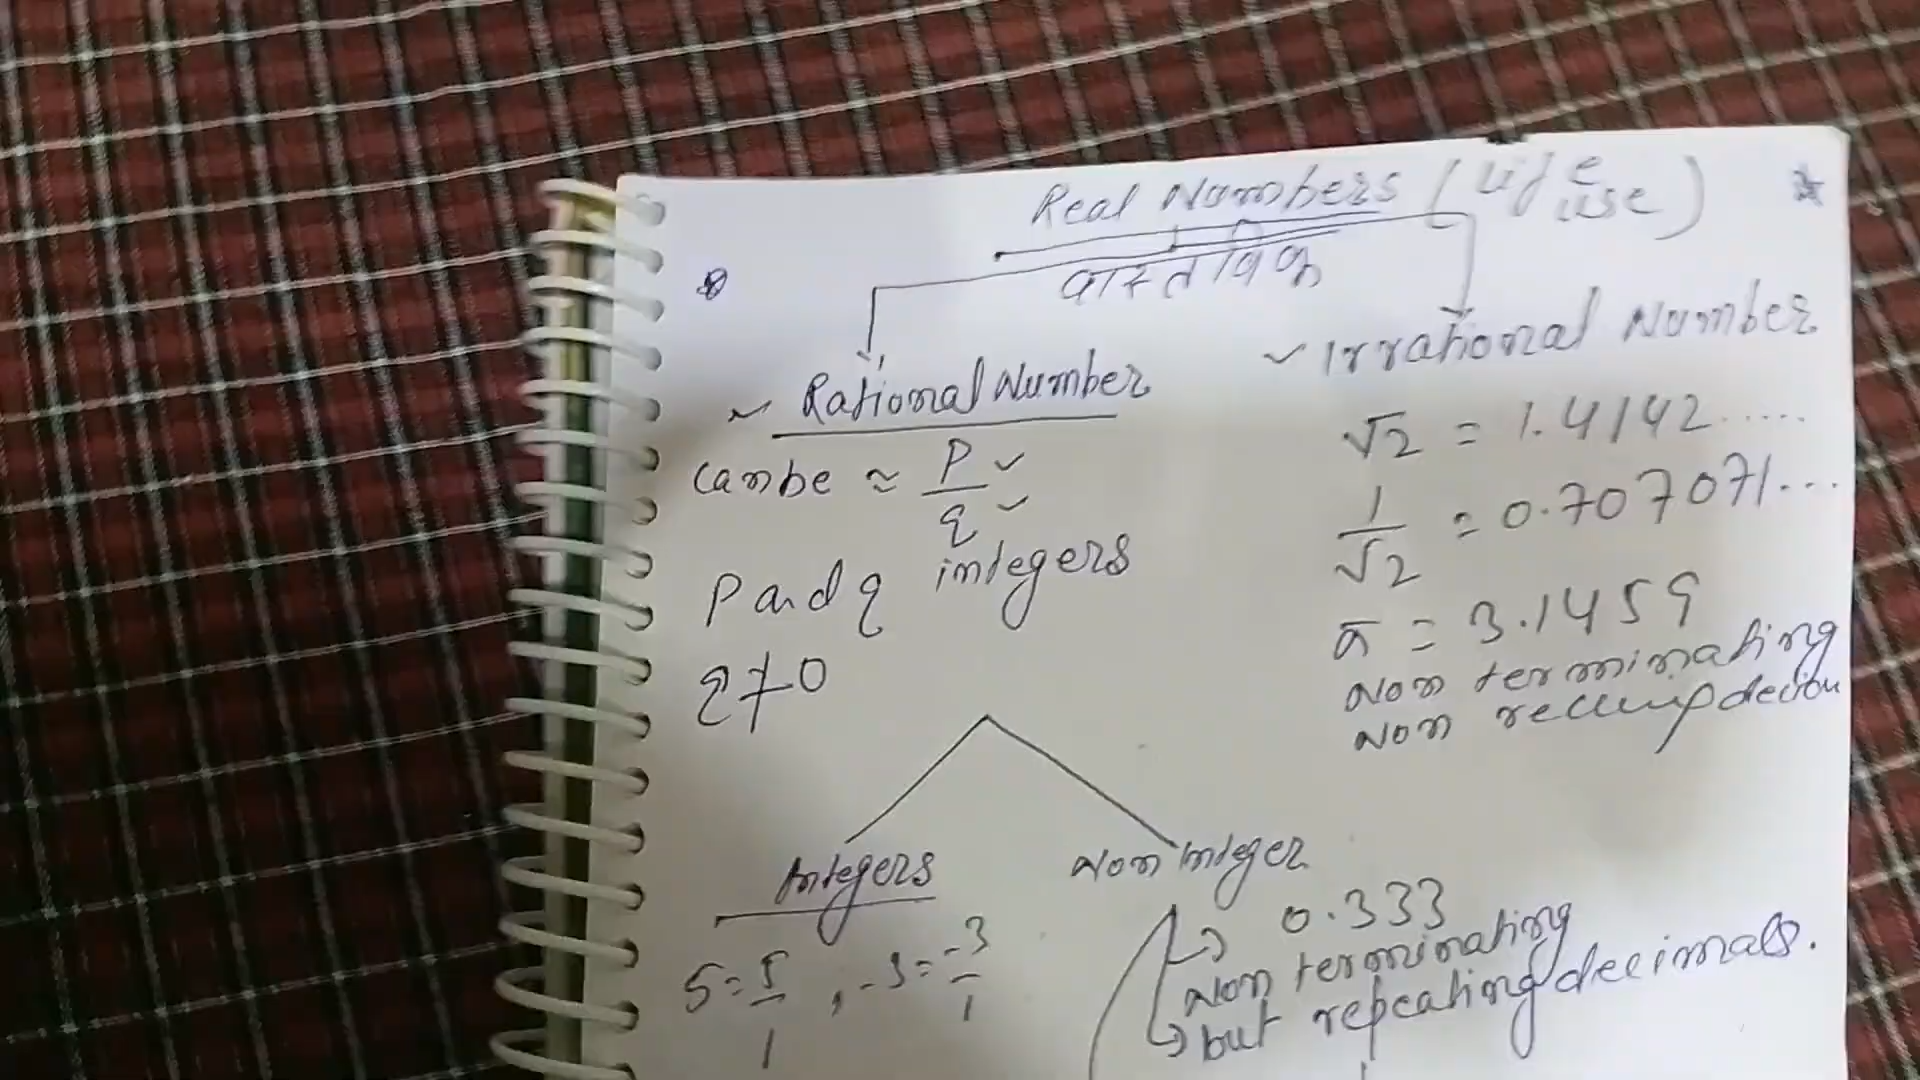 Real Numbers (life use)
वास्तविक
Rational Number
can be ≈ p/q
P and q integers
q≠0
Irrational Number
√2 = 1.4142.....
1/√2 = 0.707071...
π = 3.1459
Non terminating
Non
Integers
5 = 5/1 , -3 = -3/1
Non Integer
0.333
Non terminating
but repeating decimals.